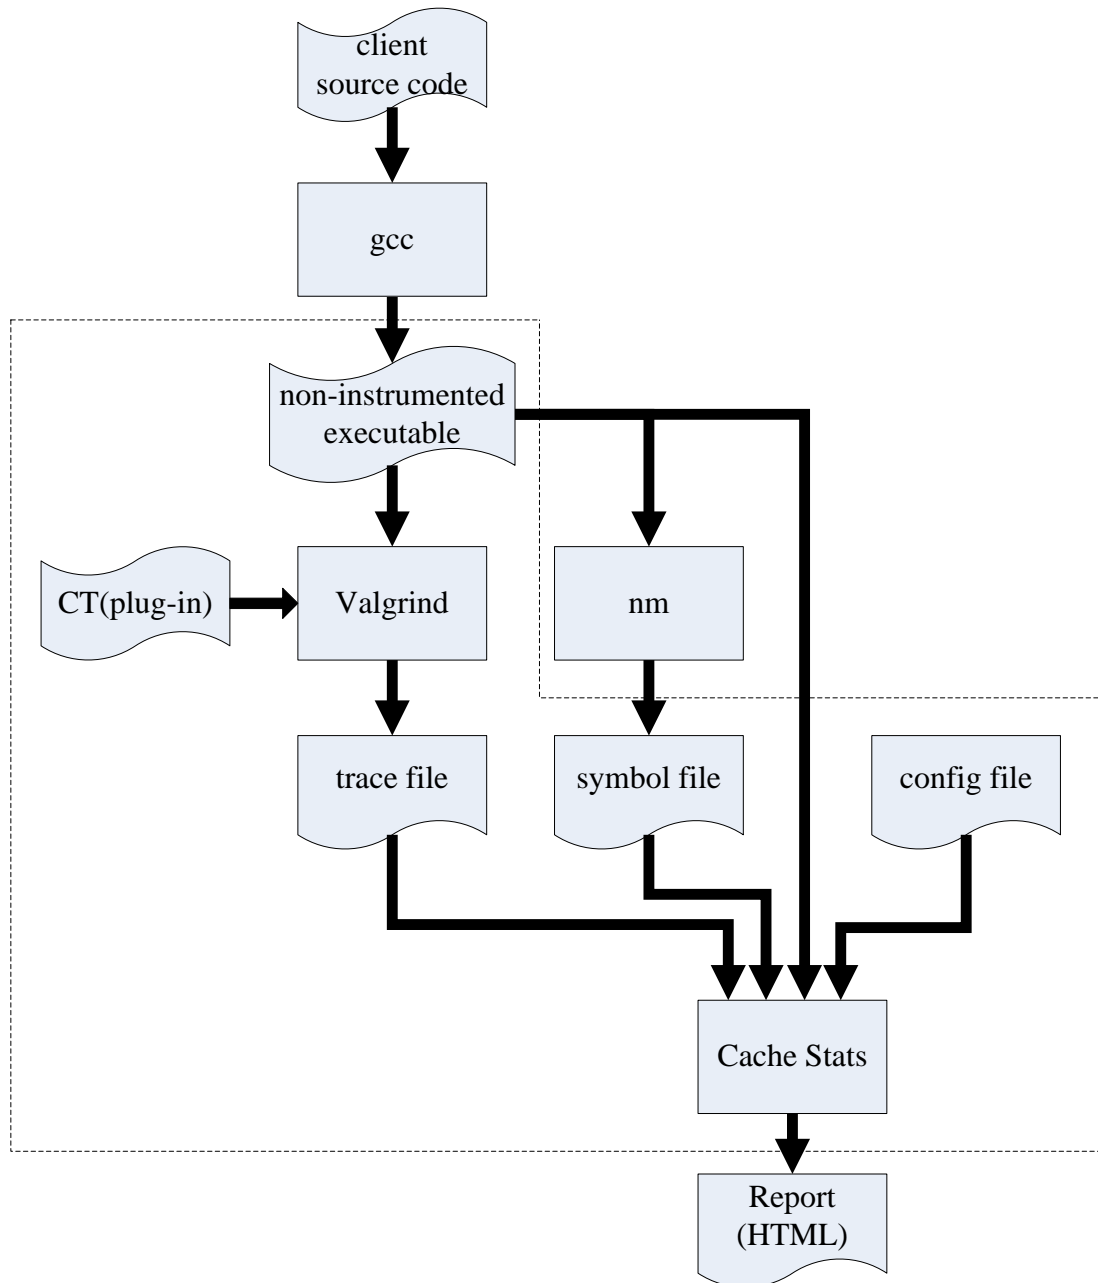 client
source code
gcc
non-instrumented
executable
CT(plug-in)
Valgrind
nm
trace file
symbol file
config file
Cache Stats
Report
(HTML)